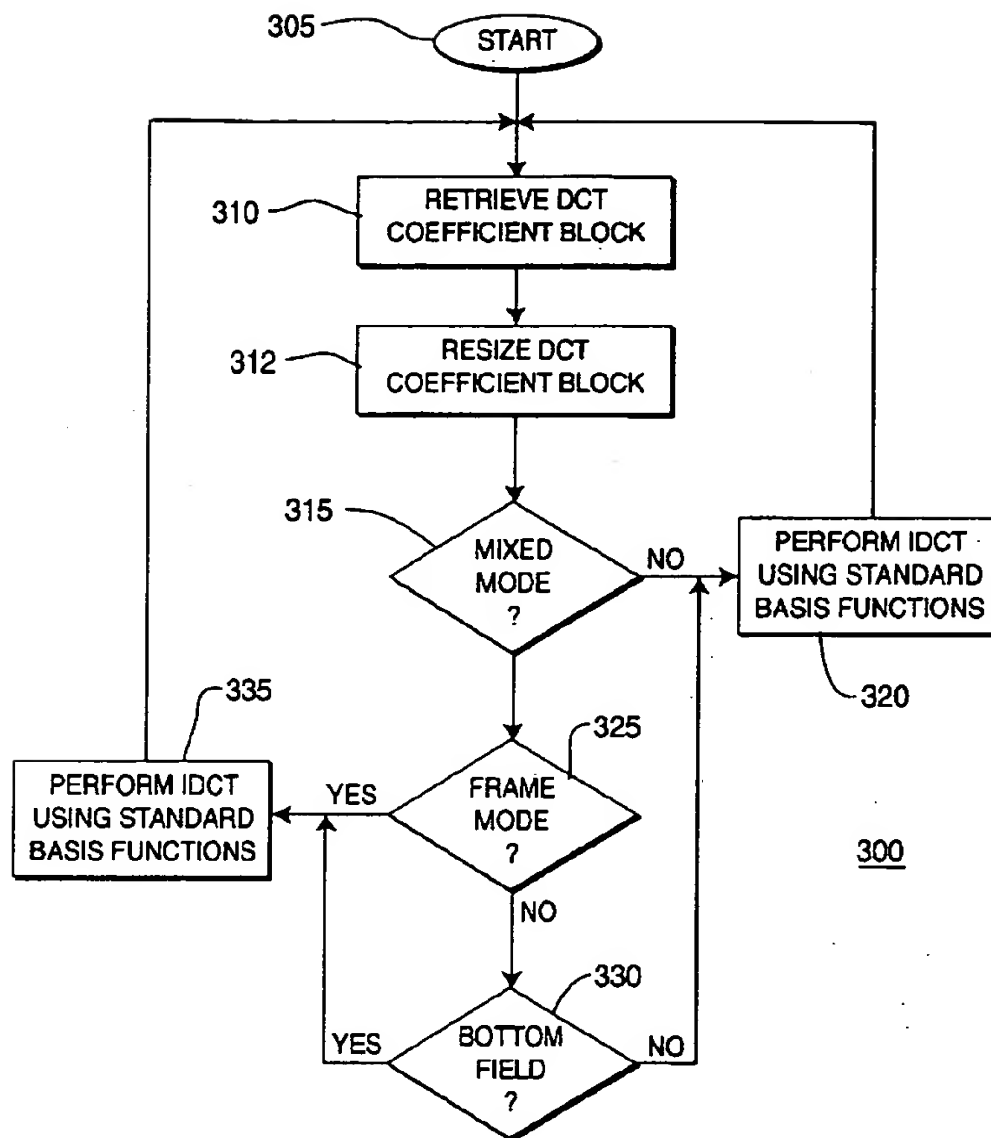 305
START
310
RETRIEVE DCT
COEFFICIENT BLOCK
312
RESIZE DCT
COEFFICIENT BLOCK
315
MIXED
MODE
?
NO
PERFORM IDCT
USING STANDARD
BASIS FUNCTIONS
320
335
PERFORM IDCT
USING STANDARD
BASIS FUNCTIONS
YES
325
FRAME
MODE
?
NO
300
330
YES
BOTTOM
FIELD
?
NO